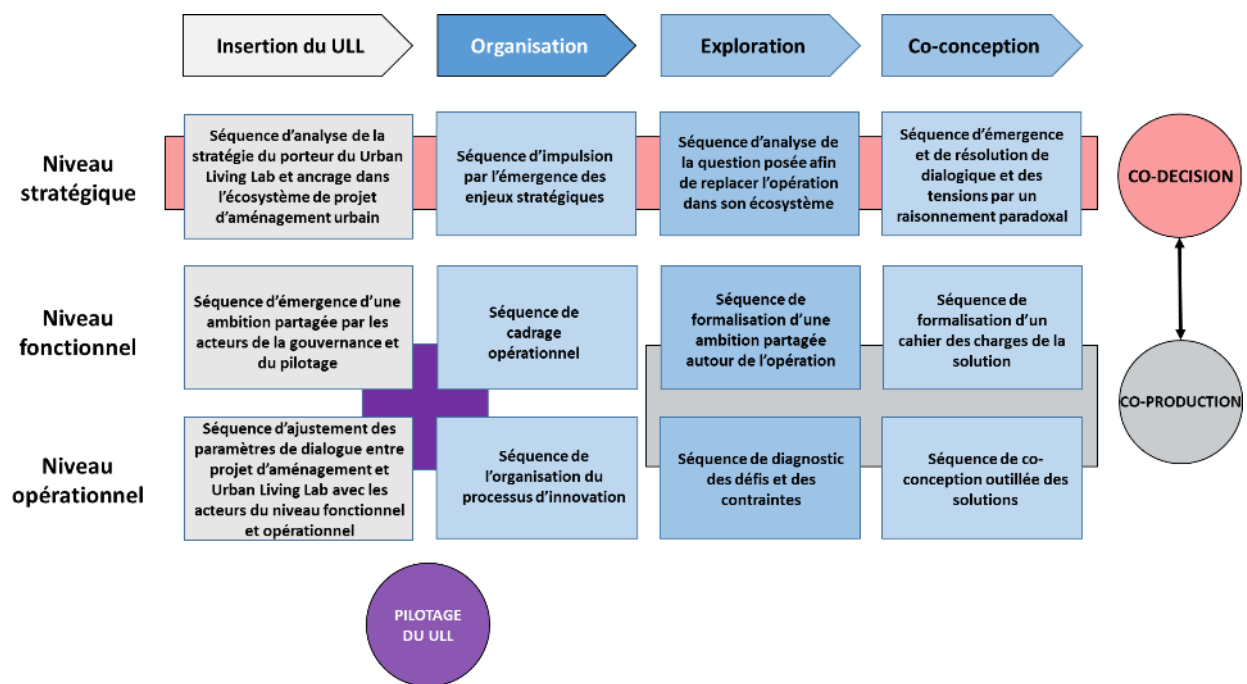 Insertion du ULL
Organisation
Exploration
Co-conception
Niveau
stratégique
Séquence d'analyse de la
stratégie du porteur du Urban
Living Lab et ancrage dans
l'écosystème de projet
d'aménagement urbain
Séquence d'impulsion
par l'émergence des
enjeux stratégiques
Séquence d'analyse de
la question posée afin
de replacer l'opération
dans son écosystème
Séquence d'émergence
et de résolution de
dialogique et des
tensions par un
raisonnement paradoxal
CO-DECISION
Niveau
fonctionnel
Séquence d'émergence d'une
ambition partagée par les
acteurs de la gouvernance et
du pilotage
Séquence de
cadrage
opérationnel
Séquence de
formalisation d'une
ambition partagée
autour de l'opération
Séquence de
formalisation d'un
cahier des charges de la
solution
CO-PRODUCTION
Niveau
opérationnel
Séquence d'ajustement des
paramètres de dialogue entre
projet d'aménagement et
Urban Living Lab avec les
acteurs du niveau fonctionnel
et opérationnel
Séquence de
l'organisation du
processus d'innovation
Séquence de diagnostic
des défis et des
contraintes
Séquence de co-
conception outillée des
solutions
PILOTAGE
DU ULL